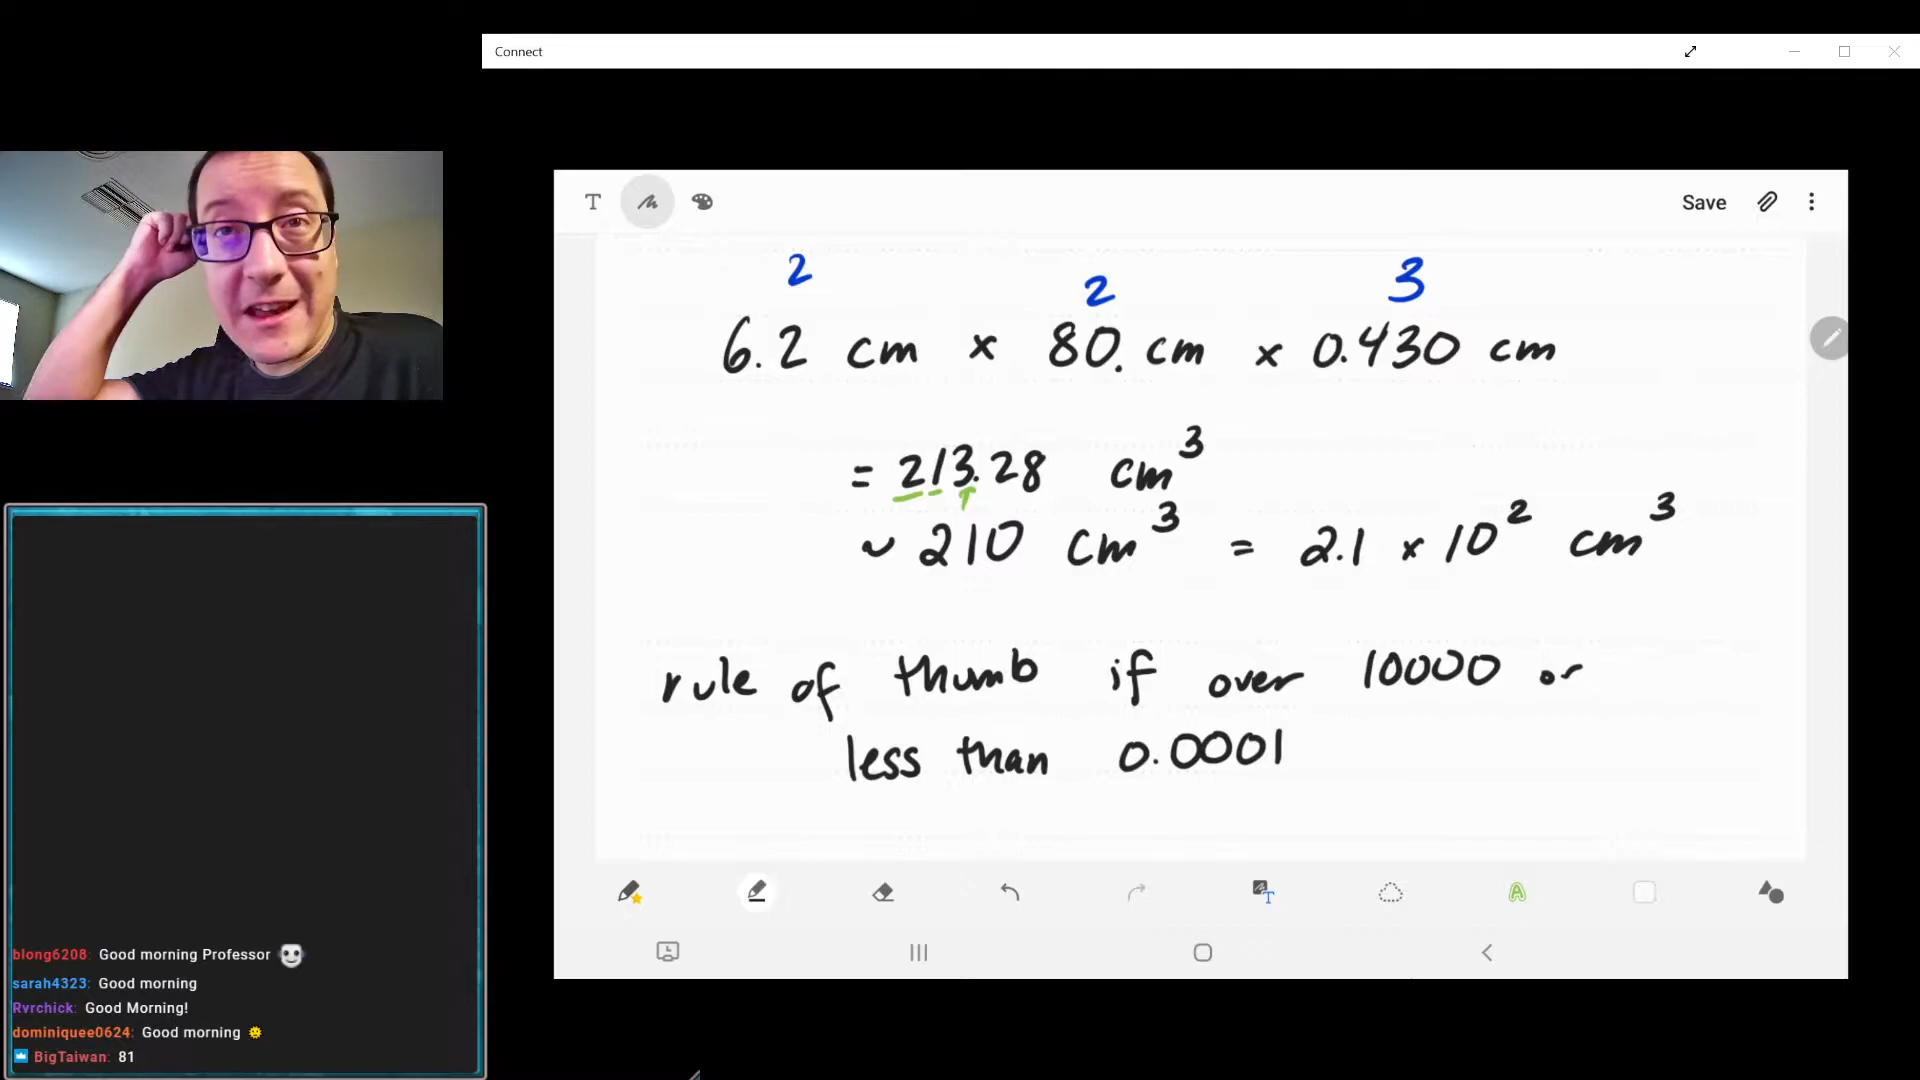 Connect
T
Save
2 2 3
6.2 cm x 80. cm x 0.430 cm
= 213.28 cm³
~ 210 cm³ = 2.1 x 10² cm³
rule of thumb if over 10000 or
less than 0.0001
T
A
blong6208: Good morning Professor
sarah4323: Good morning
Rvrchick: Good Morning!
dominiquee0624: Good morning 🌞
BigTaiwan: 81